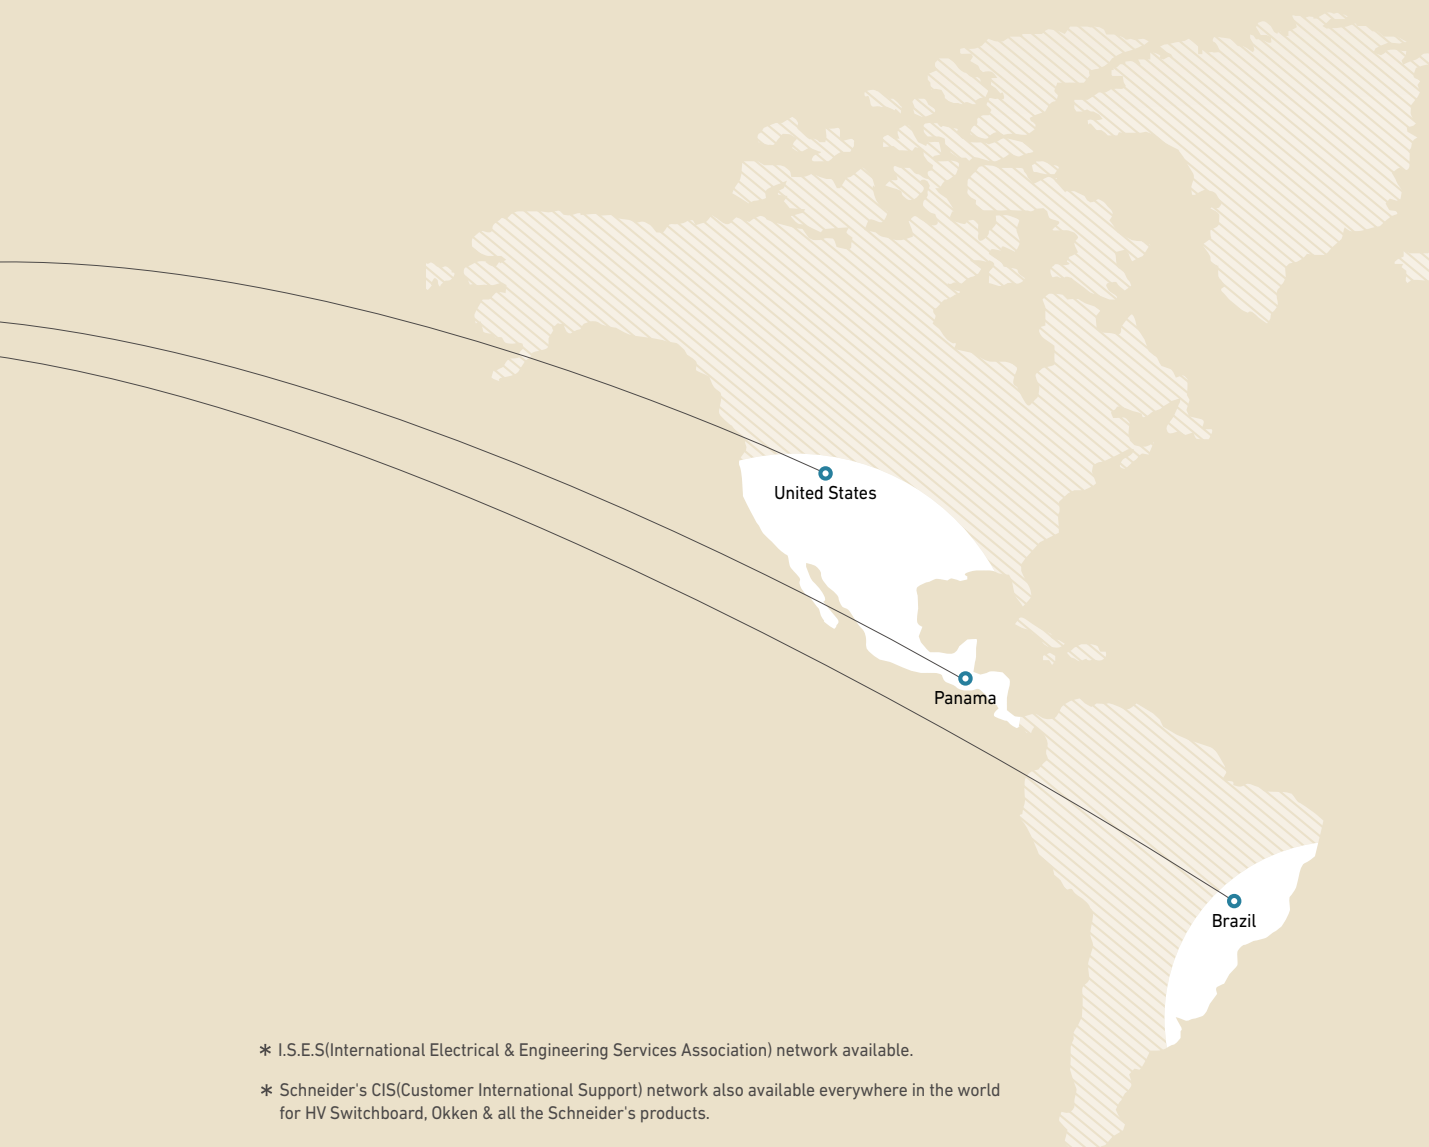 United States
Panama
Brazil
* I.S.E.S(International Electrical & Engineering Services Association) network available.
* Schneider's CIS(Customer International Support) network also available everywhere in the world
for HV Switchboard, Okken & all the Schneider's products.